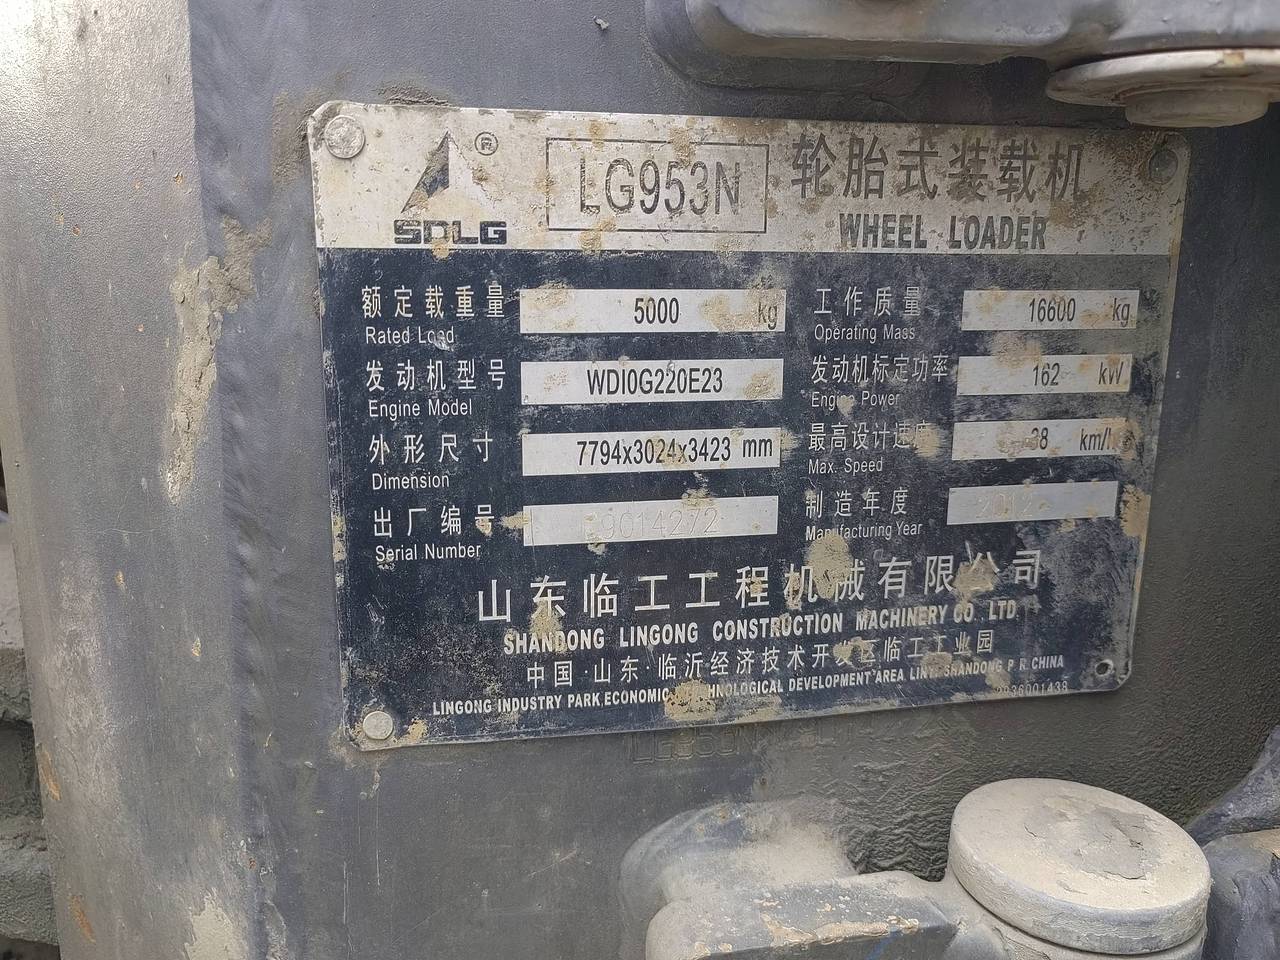 SDLG ®
LG953N
轮胎式装载机
WHEEL LOADER
额定载重量 5000 kg
Rated Load
工作质量 16600 kg
Operating Mass
发动机型号 WDI0G220E23
Engine Model
发动机标定功率 162 kW
Engine Power
外形尺寸 7794x3024x3423 mm
Dimension
最高设计速度 38 km/h
Max. Speed
出厂编号 E9014272
Serial Number
制造年度 2012
Manufacturing Year
山东临工工程机械有限公司
SHANDONG LINGONG CONSTRUCTION MACHINERY CO., LTD.
中国·山东·临沂经济技术开发区临工工业园
LINGONG INDUSTRY PARK,ECONOMIC TECHNOLOGICAL DEVELOPMENT AREA LINYI SHANDONG P.R.CHINA